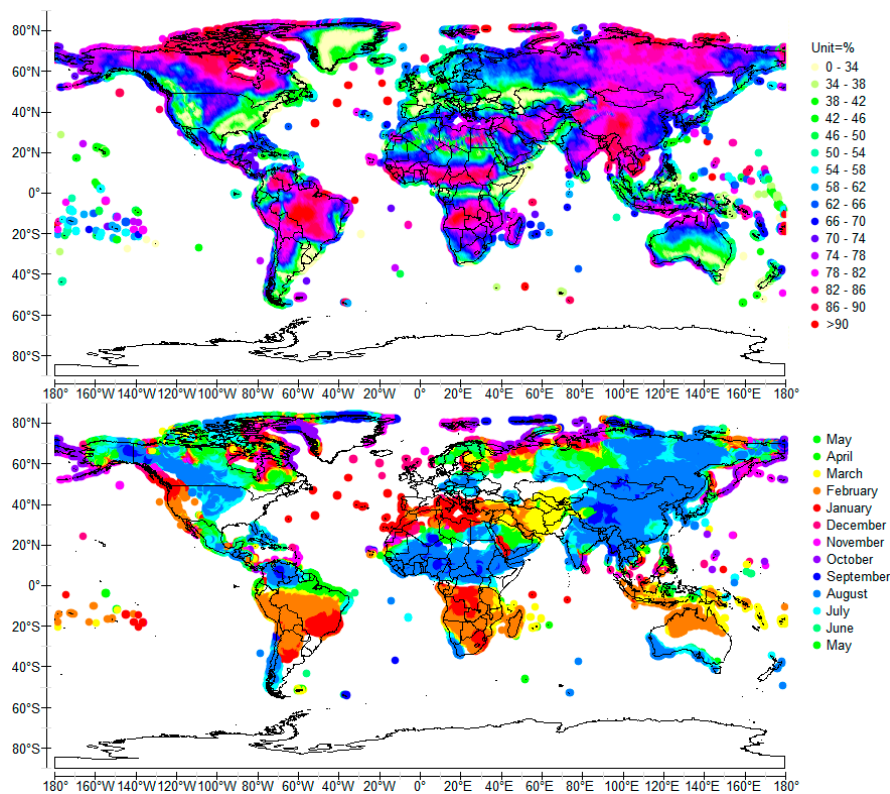 80°N
60°N
40°N
20°N
0°
20°S
40°S
60°S
80°S
180° 160°W 140°W 120°W 100°W 80°W 60°W 40°W 20°W 0° 20°E 40°E 60°E 80°E 100°E 120°E 140°E 160°E 180°
Unit=%
0 - 34
34 - 38
38 - 42
42 - 46
46 - 50
50 - 54
54 - 58
58 - 62
62 - 66
66 - 70
70 - 74
74 - 78
78 - 82
82 - 86
86 - 90
>90
80°N
60°N
40°N
20°N
0°
20°S
40°S
60°S
80°S
180° 160°W 140°W 120°W 100°W 80°W 60°W 40°W 20°W 0° 20°E 40°E 60°E 80°E 100°E 120°E 140°E 160°E 180°
May
April
March
February
January
December
November
October
September
August
July
June
May